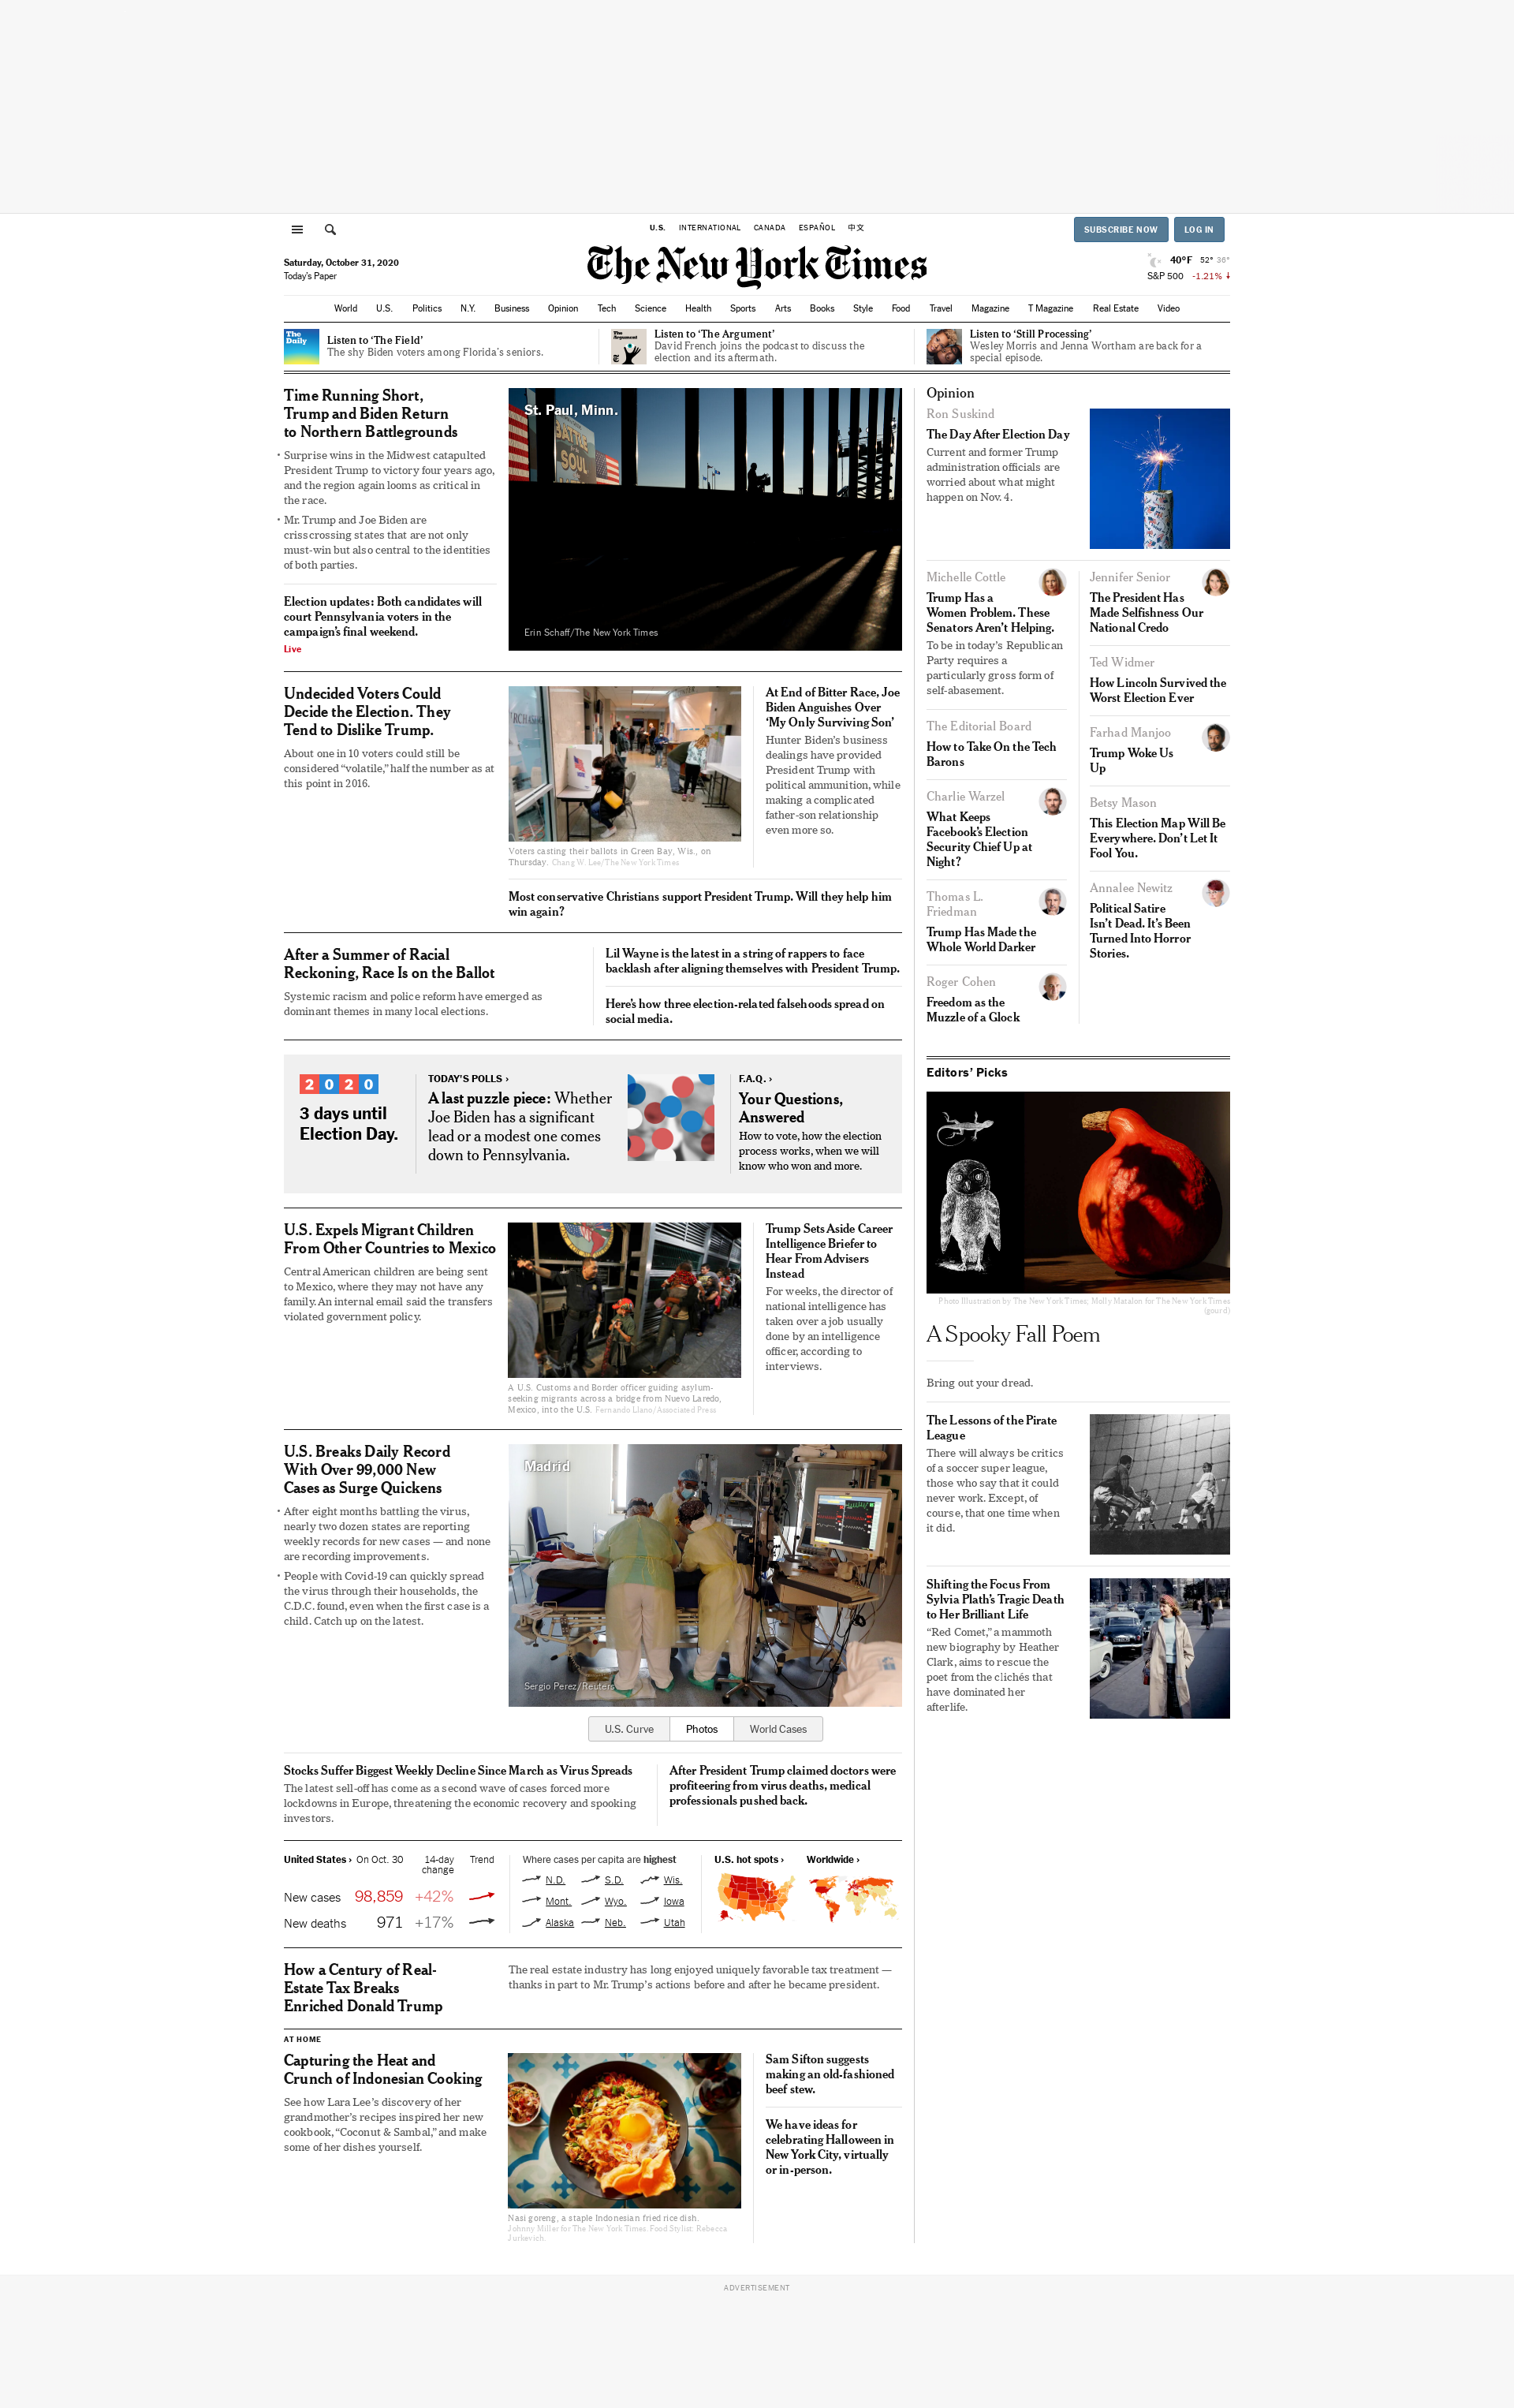 U.S. INTERNATIONAL CANADA ESPAÑOL 中文
SUBSCRIBE NOW LOG IN
Saturday, October 31, 2020
Today's Paper
The New York Times
40°F 52° 36°
S&P 500 -1.21%
World U.S. Politics N.Y. Business Opinion Tech Science Health Sports Arts Books Style Food Travel Magazine T Magazine Real Estate Video
The
Daily
Listen to ‘The Field’
The shy Biden voters among Florida’s seniors.
The
Argument
Listen to ‘The Argument’
David French joins the podcast to discuss the
election and its aftermath.
Listen to ‘Still Processing’
Wesley Morris and Jenna Wortham are back for a
special episode.
Time Running Short,
Trump and Biden Return
to Northern Battlegrounds
• Surprise wins in the Midwest catapulted
President Trump to victory four years ago,
and the region again looms as critical in
the race.
• Mr. Trump and Joe Biden are
crisscrossing states that are not only
must-win but also central to the identities
of both parties.
Election updates: Both candidates will
court Pennsylvania voters in the
campaign’s final weekend.
Live
St. Paul, Minn.
BATTLE
SOUL
Erin Schaff/The New York Times
Undecided Voters Could
Decide the Election. They
Tend to Dislike Trump.
About one in 10 voters could still be
considered “volatile,” half the number as at
this point in 2016.
Voters casting their ballots in Green Bay, Wis., on
Thursday. Chang W. Lee/The New York Times
At End of Bitter Race, Joe
Biden Anguishes Over
‘My Only Surviving Son’
Hunter Biden’s business
dealings have provided
President Trump with
political ammunition, while
making a complicated
father-son relationship
even more so.
Most conservative Christians support President Trump. Will they help him
win again?
After a Summer of Racial
Reckoning, Race Is on the Ballot
Systemic racism and police reform have emerged as
dominant themes in many local elections.
Lil Wayne is the latest in a string of rappers to face
backlash after aligning themselves with President Trump.
Here’s how three election-related falsehoods spread on
social media.
2020
3 days until
Election Day.
TODAY’S POLLS ›
A last puzzle piece: Whether
Joe Biden has a significant
lead or a modest one comes
down to Pennsylvania.
F.A.Q. ›
Your Questions,
Answered
How to vote, how the election
process works, when we will
know who won and more.
U.S. Expels Migrant Children
From Other Countries to Mexico
Central American children are being sent
to Mexico, where they may not have any
family. An internal email said the transfers
violated government policy.
A U.S. Customs and Border officer guiding asylum-
seeking migrants across a bridge from Nuevo Laredo,
Mexico, into the U.S. Fernando Llano/Associated Press
Trump Sets Aside Career
Intelligence Briefer to
Hear From Advisers
Instead
For weeks, the director of
national intelligence has
taken over a job usually
done by an intelligence
officer, according to
interviews.
U.S. Breaks Daily Record
With Over 99,000 New
Cases as Surge Quickens
• After eight months battling the virus,
nearly two dozen states are reporting
weekly records for new cases — and none
are recording improvements.
• People with Covid-19 can quickly spread
the virus through their households, the
C.D.C. found, even when the first case is a
child. Catch up on the latest.
Madrid
Sergio Perez/Reuters
U.S. Curve Photos World Cases
Stocks Suffer Biggest Weekly Decline Since March as Virus Spreads
The latest sell-off has come as a second wave of cases forced more
lockdowns in Europe, threatening the economic recovery and spooking
investors.
After President Trump claimed doctors were
profiteering from virus deaths, medical
professionals pushed back.
United States › On Oct. 30 14-day
change Trend
New cases 98,859 +42%
New deaths 971 +17%
Where cases per capita are highest
N.D. S.D. Wis.
Mont. Wyo. Iowa
Alaska Neb. Utah
U.S. hot spots › Worldwide ›
How a Century of Real-
Estate Tax Breaks
Enriched Donald Trump
The real estate industry has long enjoyed uniquely favorable tax treatment —
thanks in part to Mr. Trump’s actions before and after he became president.
AT HOME
Capturing the Heat and
Crunch of Indonesian Cooking
See how Lara Lee’s discovery of her
grandmother’s recipes inspired her new
cookbook, “Coconut & Sambal,” and make
some of her dishes yourself.
Nasi goreng, a staple Indonesian fried rice dish.
Johnny Miller for The New York Times. Food Stylist: Rebecca
Jurkevich.
Sam Sifton suggests
making an old-fashioned
beef stew.
We have ideas for
celebrating Halloween in
New York City, virtually
or in-person.
Opinion
Ron Suskind
The Day After Election Day
Current and former Trump
administration officials are
worried about what might
happen on Nov. 4.
Michelle Cottle
Trump Has a
Women Problem. These
Senators Aren’t Helping.
To be in today’s Republican
Party requires a
particularly gross form of
self-abasement.
The Editorial Board
How to Take On the Tech
Barons
Charlie Warzel
What Keeps
Facebook’s Election
Security Chief Up at
Night?
Thomas L.
Friedman
Trump Has Made the
Whole World Darker
Roger Cohen
Freedom as the
Muzzle of a Glock
Jennifer Senior
The President Has
Made Selfishness Our
National Credo
Ted Widmer
How Lincoln Survived the
Worst Election Ever
Farhad Manjoo
Trump Woke Us
Up
Betsy Mason
This Election Map Will Be
Everywhere. Don’t Let It
Fool You.
Annalee Newitz
Political Satire
Isn’t Dead. It’s Been
Turned Into Horror
Stories.
Editors’ Picks
Photo Illustration by The New York Times; Molly Matalon for The New York Times
(gourd)
A Spooky Fall Poem
Bring out your dread.
The Lessons of the Pirate
League
There will always be critics
of a soccer super league,
those who say that it could
never work. Except, of
course, that one time when
it did.
Shifting the Focus From
Sylvia Plath’s Tragic Death
to Her Brilliant Life
“Red Comet,” a mammoth
new biography by Heather
Clark, aims to rescue the
poet from the clichés that
have dominated her
afterlife.
ADVERTISEMENT